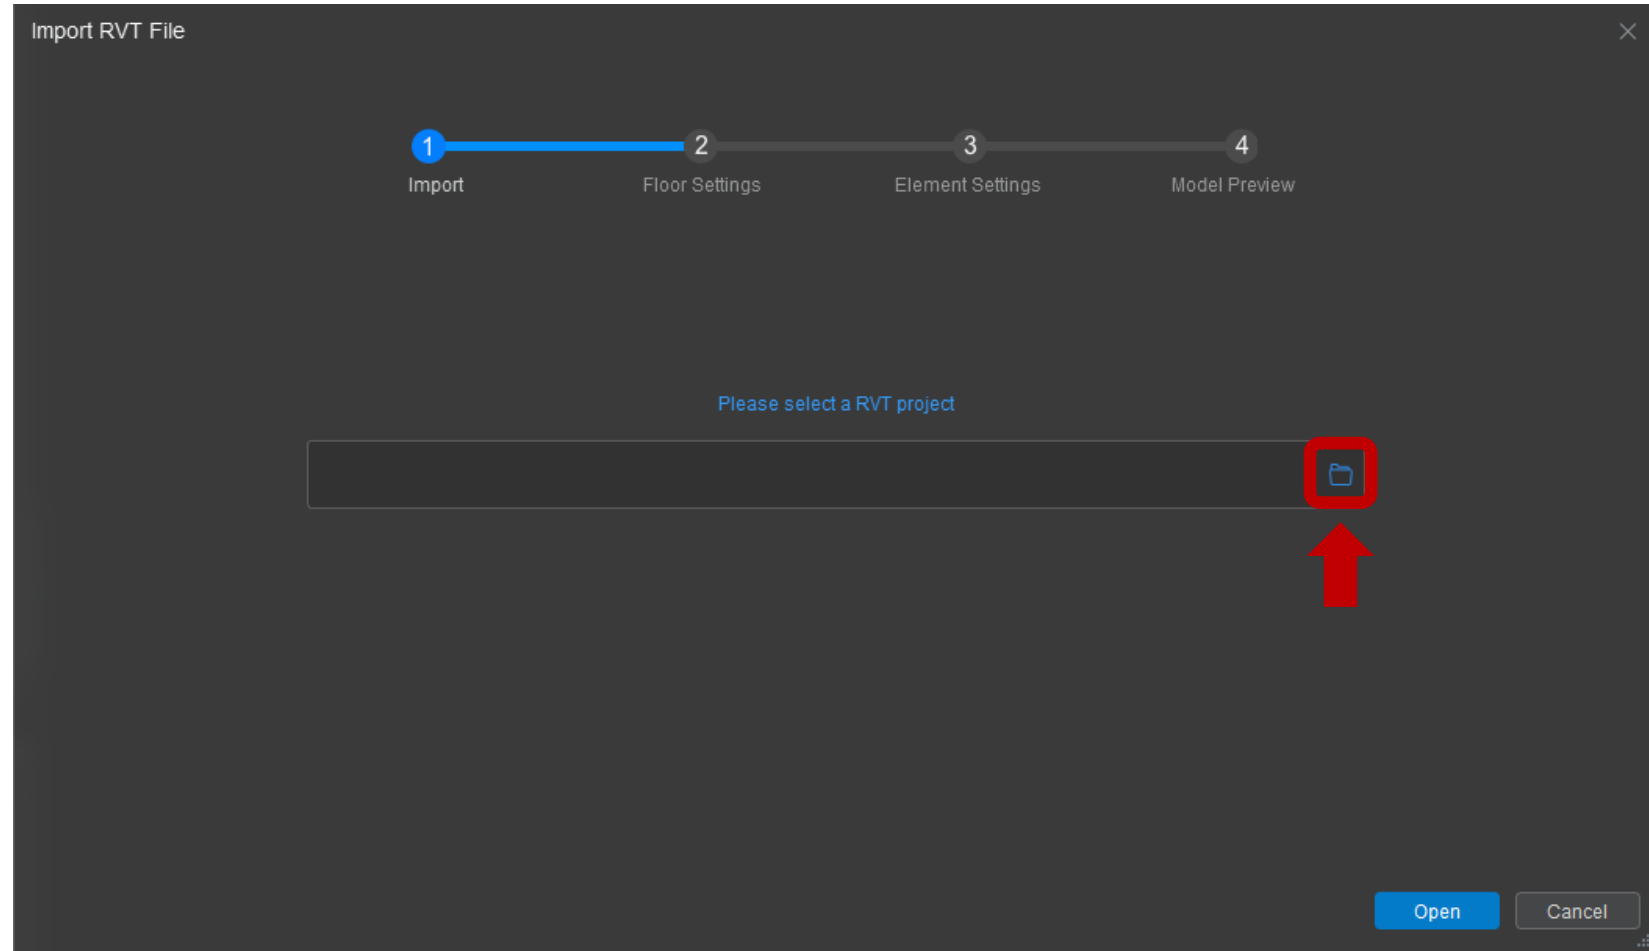 Import RVT File
1 2 3 4
Import Floor Settings Element Settings Model Preview
Please select a RVT project
Open Cancel